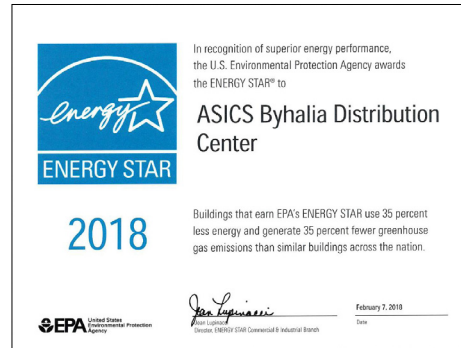 In recognition of superior energy performance,
the U.S. Environmental Protection Agency awards
the ENERGY STAR® to
ASICS Byhalia Distribution
Center
energy
ENERGY STAR
2018
Buildings that earn EPA's ENERGY STAR use 35 percent
less energy and generate 35 percent fewer greenhouse
gas emissions than similar buildings across the nation.
Jean Lupinacci
Jean Lupinacci
Director, ENERGY STAR Commercial & Industrial Branch
February 7, 2018
Date
EPA
United States
Environmental Protection
Agency